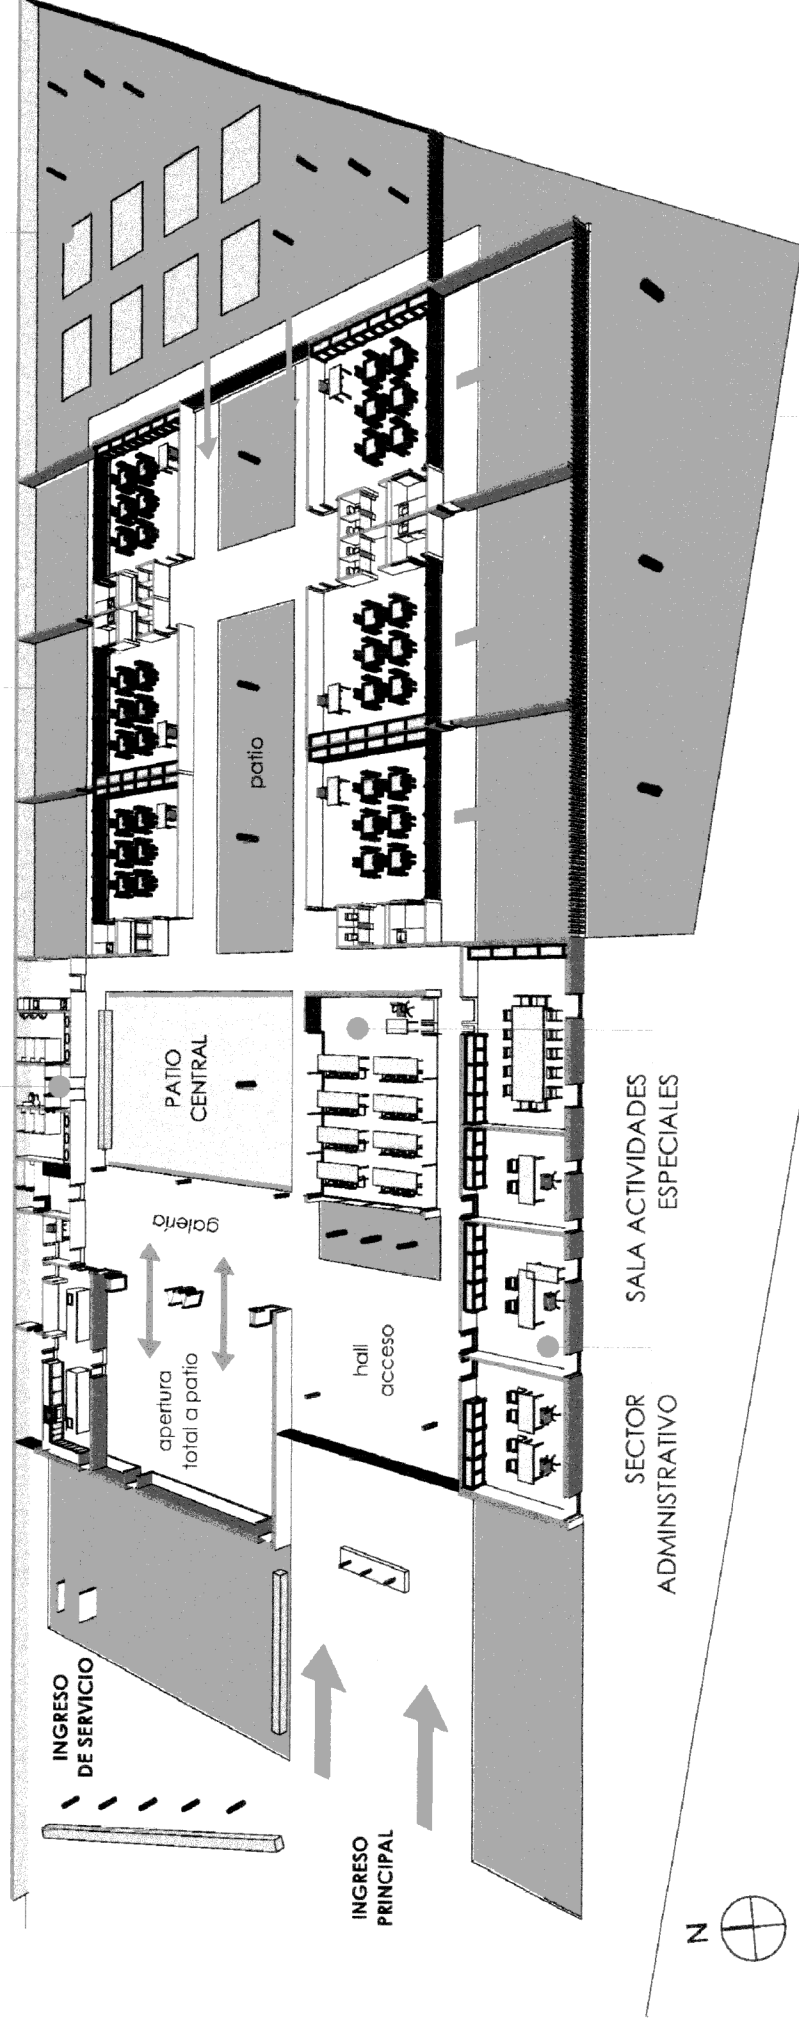 patio
PATIO
CENTRAL
galería
apertura
total a patio
hall
acceso
SALA ACTIVIDADES
ESPECIALES
SECTOR
ADMINISTRATIVO
INGRESO
DE SERVICIO
INGRESO
PRINCIPAL
N